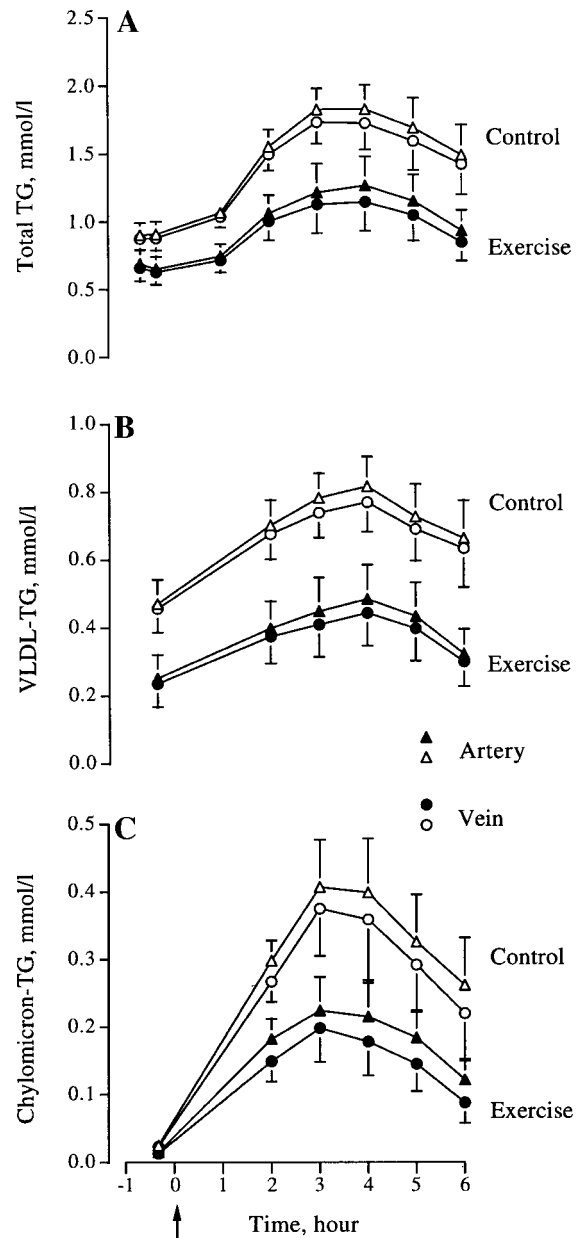 A
2.5
2.0
1.5
1.0
0.5
0.0
Total TG, mmol/l
Control
Exercise
B
1.0
0.8
0.6
0.4
0.2
0.0
VLDL-TG, mmol/l
Control
Exercise
Artery
Vein
C
0.5
0.4
0.3
0.2
0.1
0.0
Chylomicron-TG, mmol/l
Control
Exercise
-1 0 1 2 3 4 5 6
Time, hour